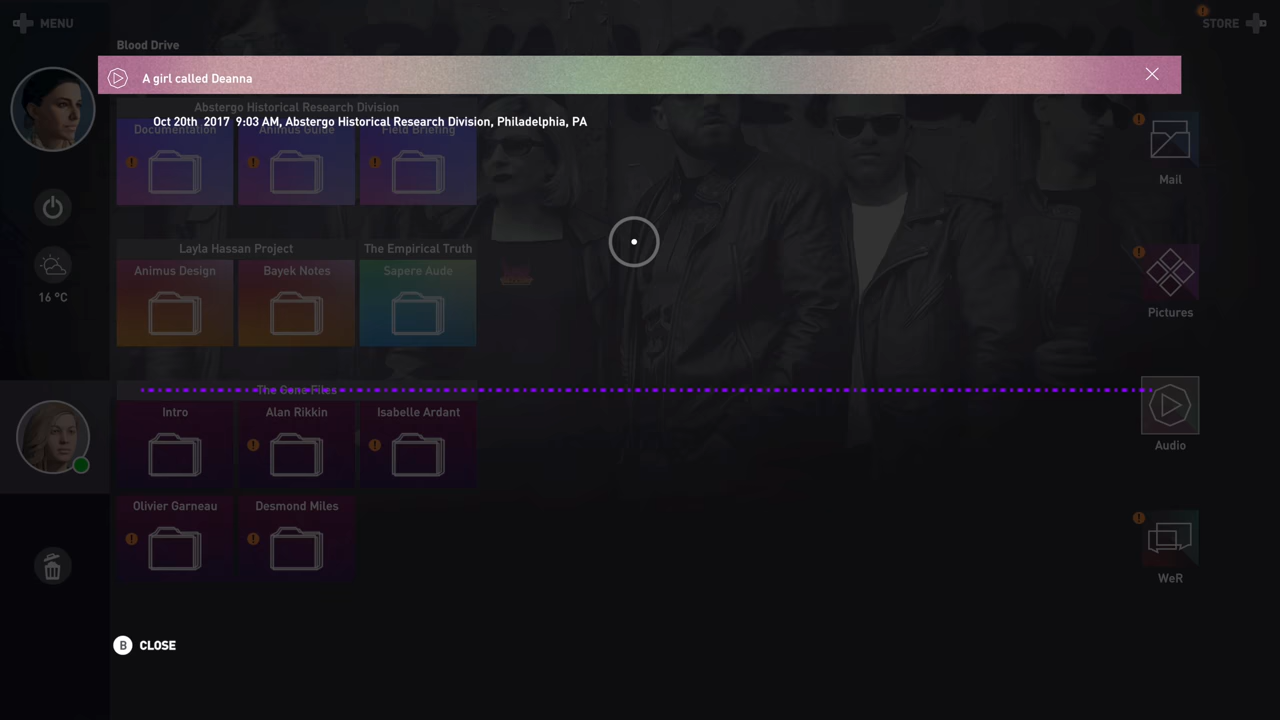 MENU
STORE
Blood Drive
A girl called Deanna
Abstergo Historical Research Division
Oct 20th 2017 9:03 AM, Abstergo Historical Research Division, Philadelphia, PA
Documentation
Animus Guide
Field Briefing
Mail
Layla Hassan Project
The Empirical Truth
Animus Design
Bayek Notes
Sapere Aude
16 °C
Pictures
The Gene Files
Intro
Alan Rikkin
Isabelle Ardant
Audio
Olivier Garneau
Desmond Miles
WeR
B CLOSE